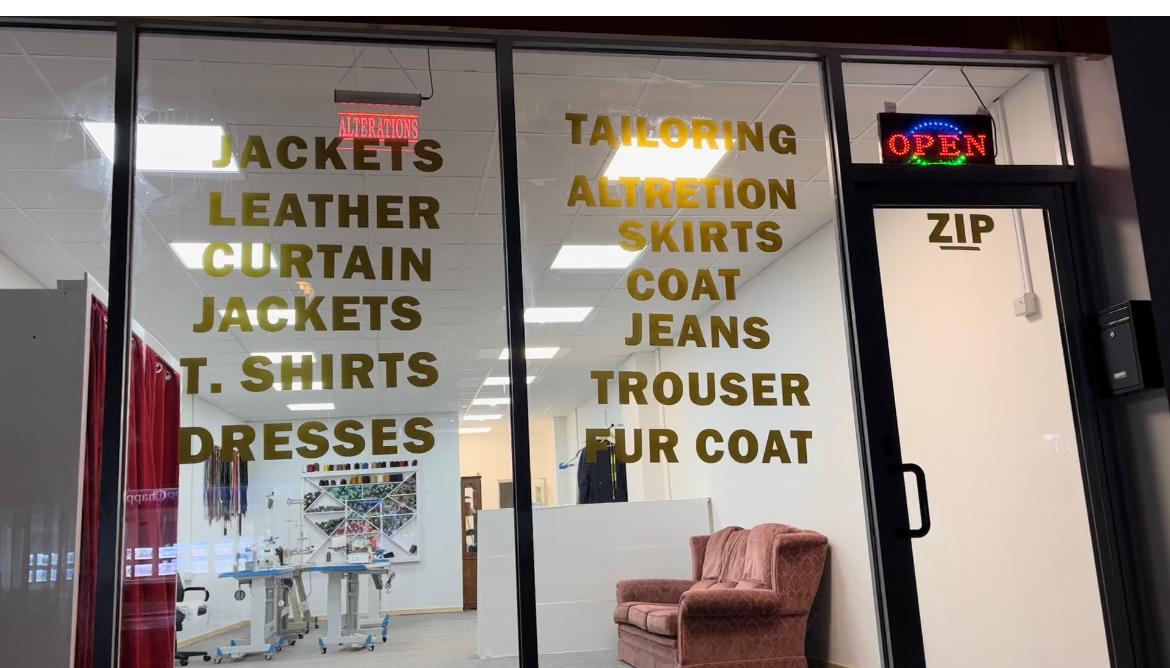 ALTERATIONS
JACKETS
LEATHER
CURTAIN
JACKETS
T. SHIRTS
DRESSES
TAILORING
ALTRETION
SKIRTS
COAT
JEANS
TROUSER
FUR COAT
OPEN
ZIP